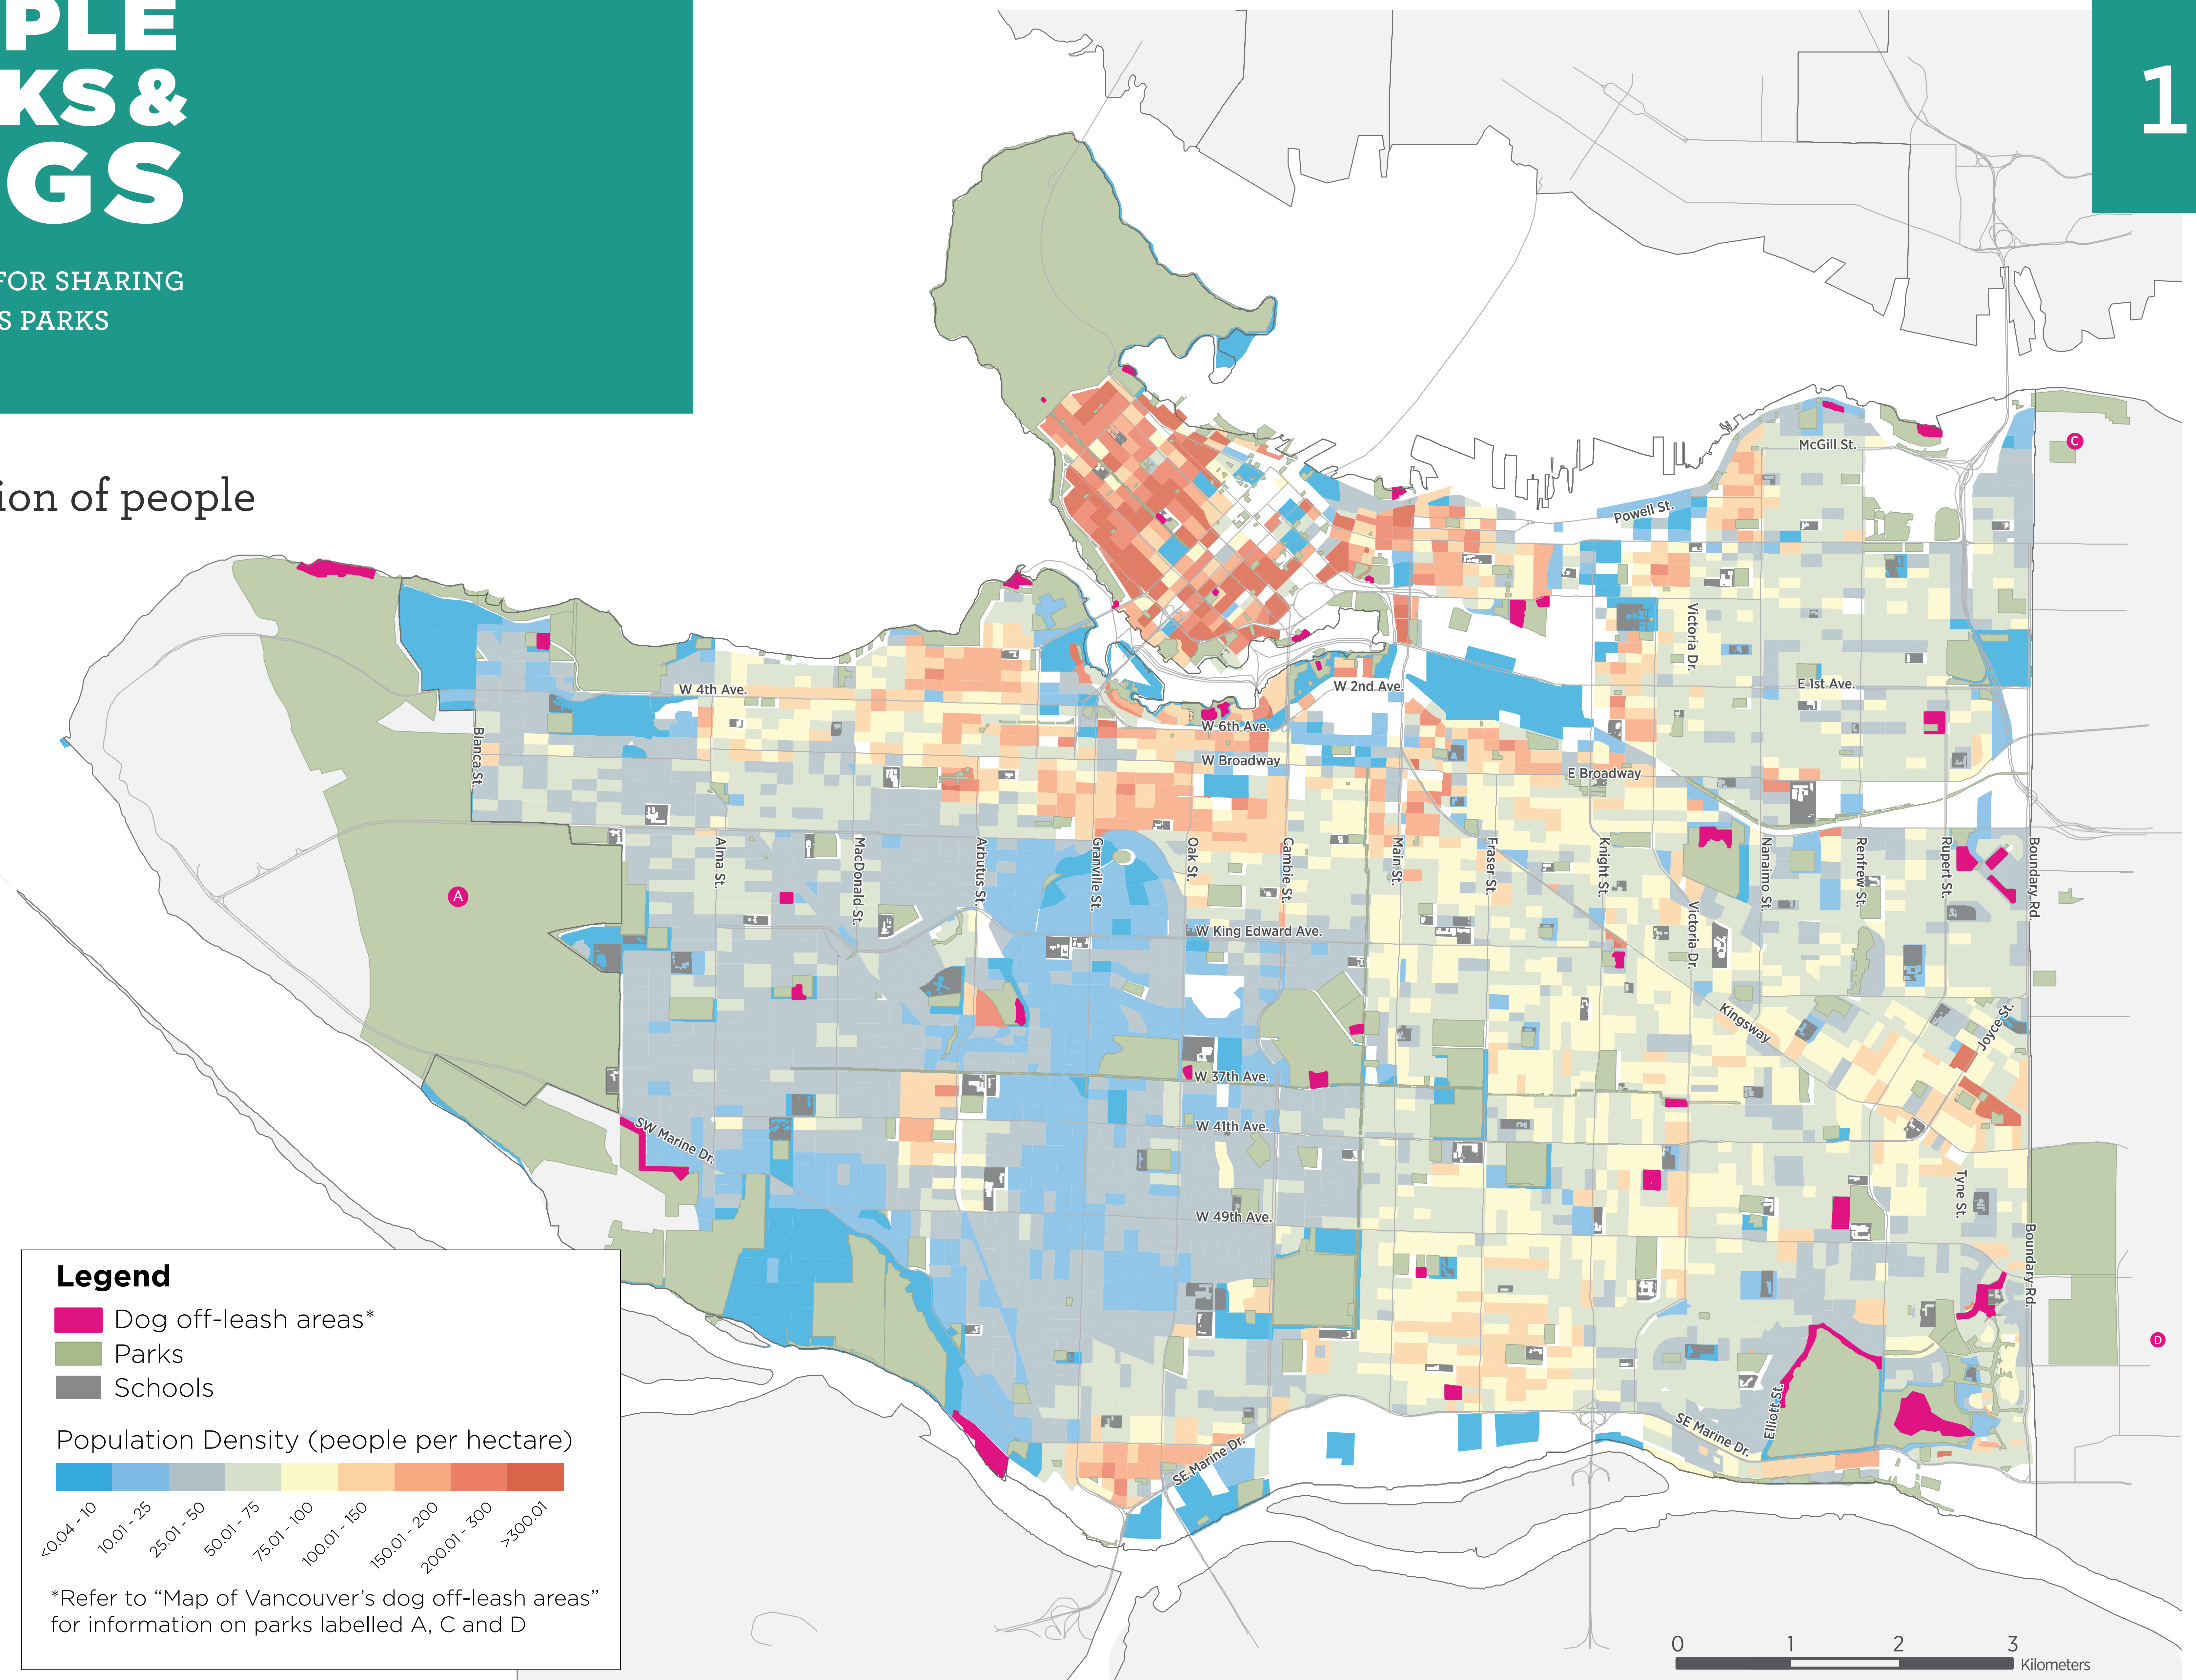 PLE
KS &
GS
FOR SHARING
S PARKS
1
ion of people
C
McGill St.
Powell St.
Victoria Dr.
W 4th Ave.
W 2nd Ave.
E 1st Ave.
Blanca St.
W 6th Ave.
W Broadway
E Broadway
Alma St.
MacDonald St.
Arbutus St.
Granville St.
Oak St.
Cambie St.
Main St.
Fraser St.
Knight St.
Victoria Dr.
Nanaimo St.
Renfrew St.
Rupert St.
Boundary Rd.
A
W King Edward Ave.
Kingsway
Joyce St.
W 37th Ave.
W 41th Ave.
SW Marine Dr.
Tyne St.
W 49th Ave.
Boundary Rd.
D
Elliott St.
SE Marine Dr.
SE Marine Dr.
Legend
Dog off-leash areas*
Parks
Schools
Population Density (people per hectare)
<0.04 - 10
10.01 - 25
25.01 - 50
50.01 - 75
75.01 - 100
100.01 - 150
150.01 - 200
200.01 - 300
>300.01
*Refer to “Map of Vancouver’s dog off-leash areas”
for information on parks labelled A, C and D
0 1 2 3
Kilometers